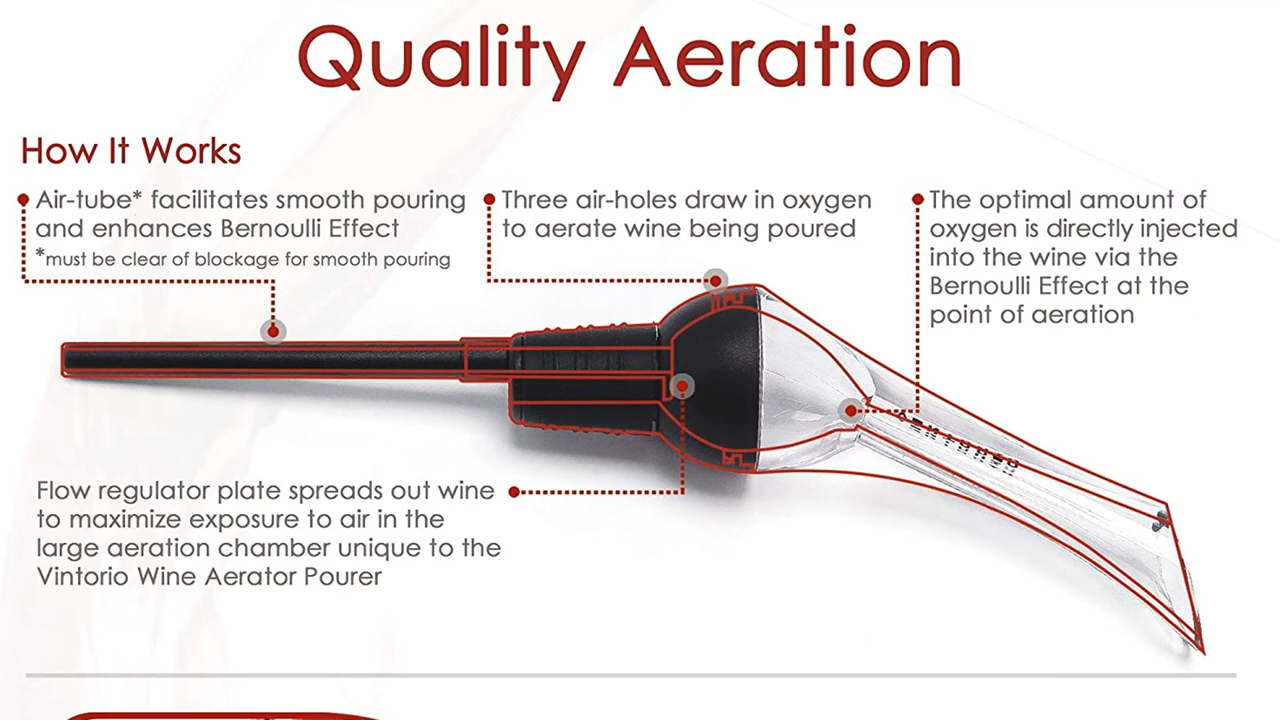 Quality Aeration
How It Works
Air-tube* facilitates smooth pouring
and enhances Bernoulli Effect
*must be clear of blockage for smooth pouring
Three air-holes draw in oxygen
to aerate wine being poured
The optimal amount of
oxygen is directly injected
into the wine via the
Bernoulli Effect at the
point of aeration
Flow regulator plate spreads out wine
to maximize exposure to air in the
large aeration chamber unique to the
Vintorio Wine Aerator Pourer